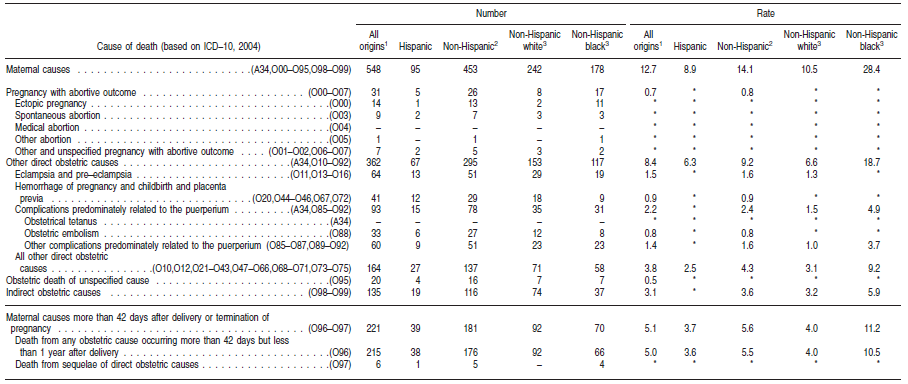 Number Rate
All Non-Hispanic Non-Hispanic All Non-Hispanic Non-Hispanic
Cause of death (based on ICD–10, 2004) origins¹ Hispanic Non-Hispanic² white³ black³ origins¹ Hispanic Non-Hispanic² white³ black³
Maternal causes . . . (A34,O00–O95,O98–O99) 548 95 453 242 178 12.7 8.9 14.1 10.5 28.4
Pregnancy with abortive outcome . . . (O00–O07) 31 5 26 8 17 0.7 * 0.8 * *
Ectopic pregnancy . . . (O00) 14 1 13 2 11 * * * * *
Spontaneous abortion . . . (O03) 9 2 7 3 3 * * * * *
Medical abortion . . . (O04) – – – – – * * * * *
Other abortion . . . (O05) 1 – 1 – 1 * * * * *
Other and unspecified pregnancy with abortive outcome . . . (O01–O02,O06–O07) 7 2 5 3 2 * * * * *
Other direct obstetric causes . . . (A34,O10–O92) 362 67 295 153 117 8.4 6.3 9.2 6.6 18.7
Eclampsia and pre–eclampsia . . . (O11,O13–O16) 64 13 51 29 19 1.5 * 1.6 1.3 *
Hemorrhage of pregnancy and childbirth and placenta
previa . . . (O20,O44–O46,O67,O72) 41 12 29 18 9 0.9 * 0.9 * *
Complications predominately related to the puerperium . . . (A34,O85–O92) 93 15 78 35 31 2.2 * 2.4 1.5 4.9
Obstetrical tetanus . . . (A34) – – – – – * * * * *
Obstetric embolism . . . (O88) 33 6 27 12 8 0.8 * 0.8 * *
Other complications predominately related to the puerperium (O85–O87,O89–O92) 60 9 51 23 23 1.4 * 1.6 1.0 3.7
All other direct obstetric
causes . . . (O10,O12,O21–O43,O47–O66,O68–O71,O73–O75) 164 27 137 71 58 3.8 2.5 4.3 3.1 9.2
Obstetric death of unspecified cause . . . (O95) 20 4 16 7 7 0.5 * * * *
Indirect obstetric causes . . . (O98–O99) 135 19 116 74 37 3.1 * 3.6 3.2 5.9
Maternal causes more than 42 days after delivery or termination of
pregnancy . . . (O96–O97) 221 39 181 92 70 5.1 3.7 5.6 4.0 11.2
Death from any obstetric cause occurring more than 42 days but less
than 1 year after delivery . . . (O96) 215 38 176 92 66 5.0 3.6 5.5 4.0 10.5
Death from sequelae of direct obstetric causes . . . (O97) 6 1 5 – 4 * * * * *